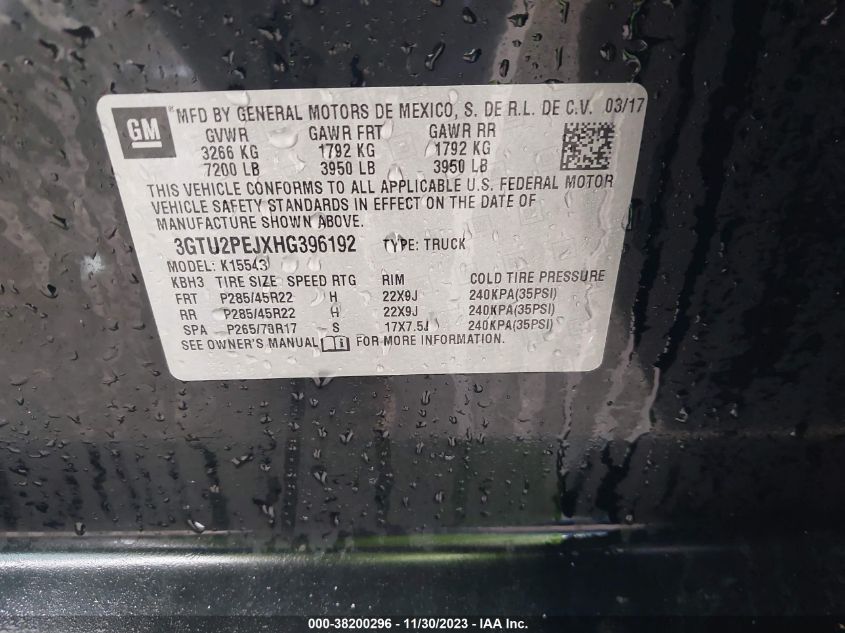 GM
® MFD BY GENERAL MOTORS DE MEXICO, S. DE R.L. DE C.V. 03/17
GVWR GAWR FRT GAWR RR
3266 KG 1792 KG 1792 KG
7200 LB 3950 LB 3950 LB
THIS VEHICLE CONFORMS TO ALL APPLICABLE U.S. FEDERAL MOTOR
VEHICLE SAFETY STANDARDS IN EFFECT ON THE DATE OF
MANUFACTURE SHOWN ABOVE.
3GTU2PEJXHG396192 TYPE: TRUCK
MODEL: K15543
KBH3 TIRE SIZE SPEED RTG RIM COLD TIRE PRESSURE
FRT P285/45R22 H 22X9J 240KPA(35PSI)
RR P285/45R22 H 22X9J 240KPA(35PSI)
SPA P265/70R17 S 17X7.5J 240KPA(35PSI)
SEE OWNER'S MANUAL FOR MORE INFORMATION.
000-38200296 - 11/30/2023 - IAA Inc.